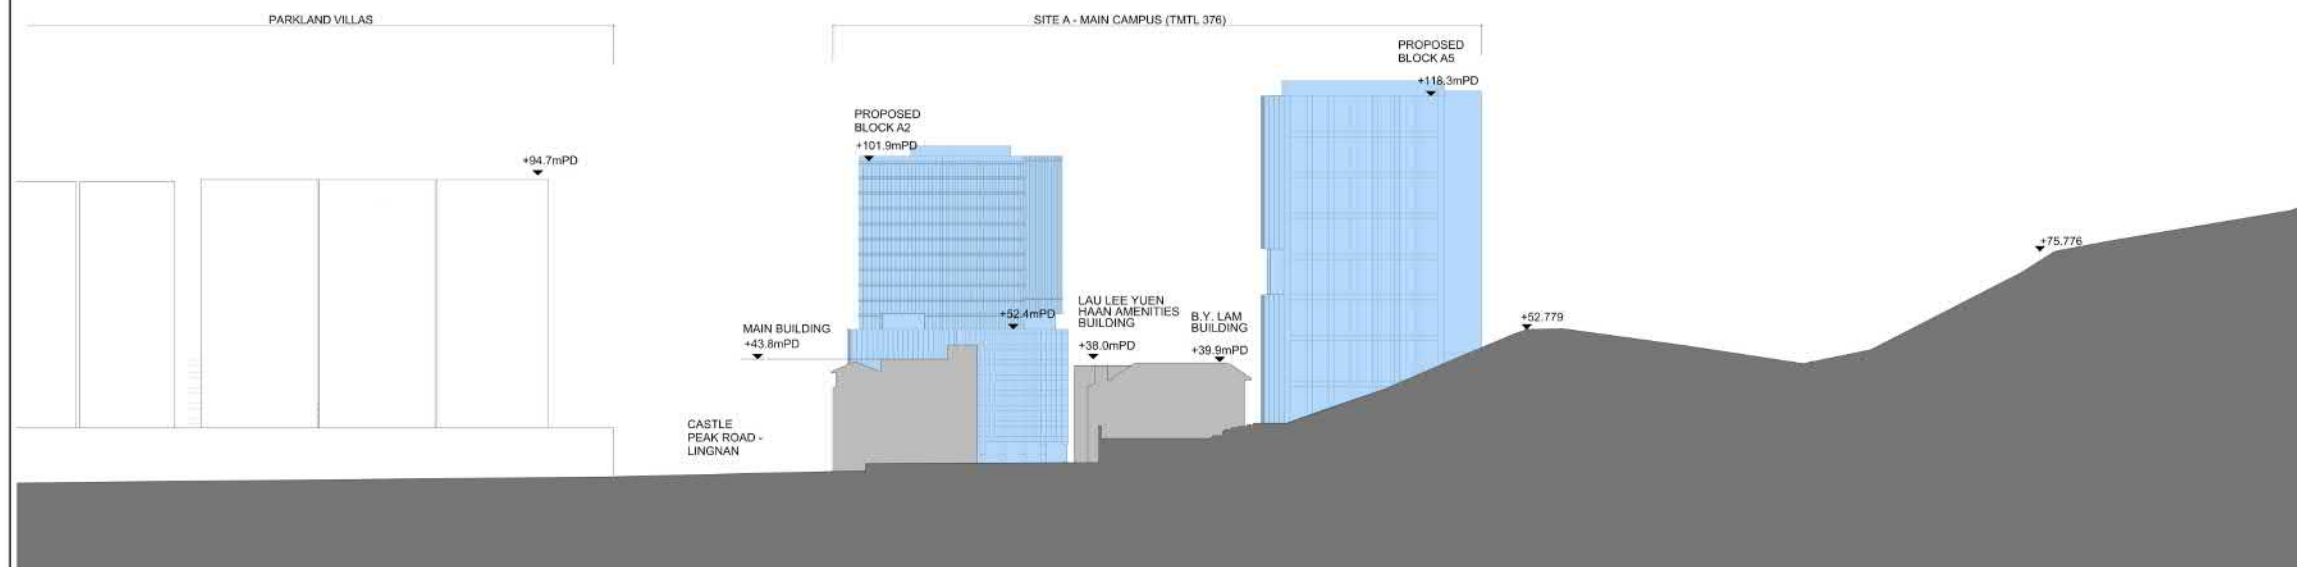 PARKLAND VILLAS
SITE A - MAIN CAMPUS (TMTL 376)
PROPOSED
BLOCK A5
+118.3mPD
PROPOSED
BLOCK A2
+101.9mPD
+94.7mPD
+75.776
LAU LEE YUEN
HAAN AMENITIES
BUILDING
+38.0mPD
B.Y. LAM
BUILDING
+39.9mPD
+52.4mPD
+52.779
MAIN BUILDING
+43.8mPD
CASTLE
PEAK ROAD -
LINGNAN